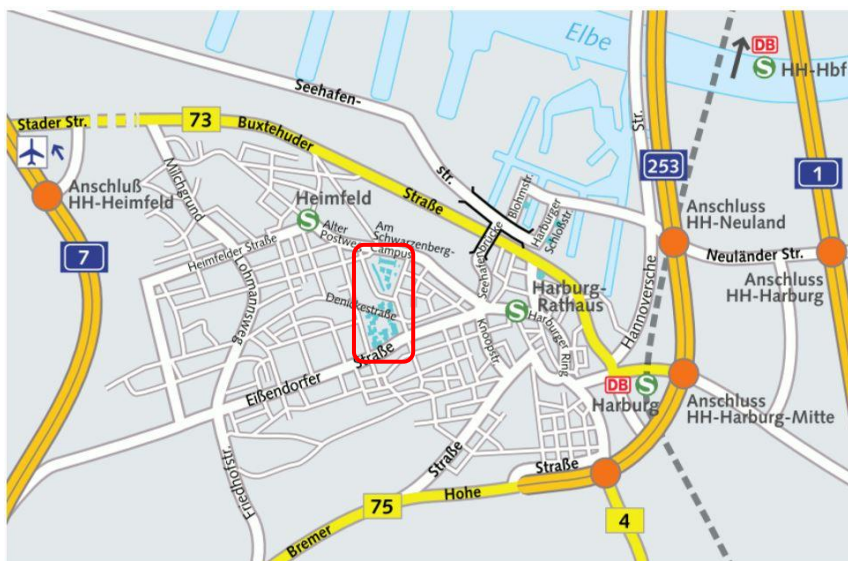 Elbe
DB
S HH-Hbf
Seehafen-
str.
Str.
Stader Str.
73
Buxtehuder
Straße
253
1
Milchgrund
Anschluß
HH-Heimfeld
Heimfeld
S
Alter
Postweg
Am
Schwarzenberg-
Campus
Blohmstr.
Harburger
Schloßstr.
Anschluss
HH-Neuland
Neuländer Str.
Heimfelder Straße
7
Lohmannsweg
Denickestraße
Seehafenbrücke
Harburg-
Rathaus
S
Hannoversche
Anschluss
HH-Harburg
Knoopstr.
Harburger
Ring
Eißendorfer
Straße
DB
S
Harburg
Anschluss
HH-Harburg-Mitte
Friedhofstr.
Straße
Straße
75
Hohe
Bremer
4